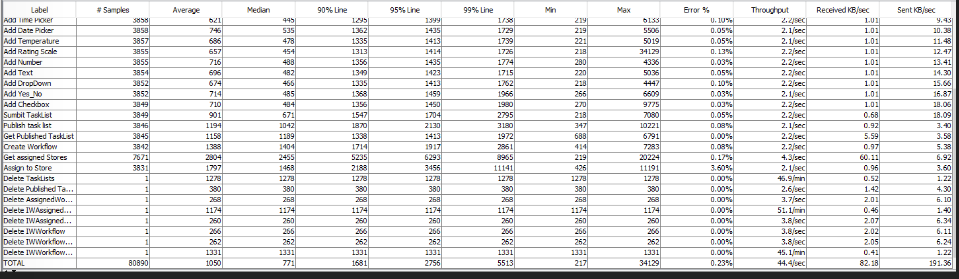 Label # Samples Average Median 90% Line 95% Line 99% Line Min Max Error % Throughput Received KB/sec Sent KB/sec
Add Time Picker 3858 621 445 1295 1399 1738 219 6133 0.10% 2.2/sec 1.01 9.43
Add Date Picker 3858 746 535 1362 1435 1729 219 5506 0.05% 2.1/sec 1.01 10.38
Add Temperature 3857 686 478 1335 1413 1739 221 5019 0.05% 2.1/sec 1.01 11.48
Add Rating Scale 3855 657 454 1313 1414 1726 218 34129 0.13% 2.2/sec 1.01 12.47
Add Number 3855 716 488 1356 1435 1774 280 4336 0.03% 2.2/sec 1.01 13.41
Add Text 3854 696 482 1349 1423 1715 220 5036 0.05% 2.2/sec 1.01 14.30
Add DropDown 3852 674 466 1335 1413 1762 218 4447 0.10% 2.2/sec 1.01 15.66
Add Yes_No 3852 714 485 1368 1459 1966 266 6609 0.03% 2.1/sec 1.01 16.87
Add Checkbox 3849 710 484 1356 1450 1980 270 9775 0.03% 2.2/sec 1.01 18.06
Sumbit TaskList 3849 901 671 1547 1704 2795 218 7080 0.05% 2.2/sec 0.68 18.09
Publish task list 3846 1194 1042 1870 2130 3180 347 10221 0.08% 2.1/sec 0.92 3.40
Get Published TaskList 3845 1158 1189 1338 1413 1972 688 6791 0.00% 2.2/sec 5.59 3.58
Create Workflow 3842 1388 1404 1714 1917 2861 414 7283 0.08% 2.2/sec 0.97 5.38
Get assigned Stores 7671 2804 2455 5235 6293 8965 219 20224 0.17% 4.3/sec 60.11 6.92
Assign to Store 3831 1797 1468 2188 3456 11141 426 11191 3.60% 2.1/sec 0.96 3.60
Delete TaskLists 1 1278 1278 1278 1278 1278 1278 1278 0.00% 46.9/min 0.52 1.22
Delete Published Ta... 1 380 380 380 380 380 380 380 0.00% 2.6/sec 1.42 4.30
Delete AssignedWo... 1 268 268 268 268 268 268 268 0.00% 3.7/sec 2.01 6.10
Delete IWAssigned... 1 1174 1174 1174 1174 1174 1174 1174 0.00% 51.1/min 0.46 1.40
Delete IWAssigned... 1 260 260 260 260 260 260 260 0.00% 3.8/sec 2.07 6.34
Delete IWWorkflow 1 266 266 266 266 266 266 266 0.00% 3.8/sec 2.02 6.11
Delete IWWorkflow... 1 262 262 262 262 262 262 262 0.00% 3.8/sec 2.05 6.24
Delete IWWorkflow... 1 1331 1331 1331 1331 1331 1331 1331 0.00% 45.1/min 0.41 1.22
TOTAL 80890 1050 771 1681 2756 5513 217 34129 0.23% 44.4/sec 82.18 191.36